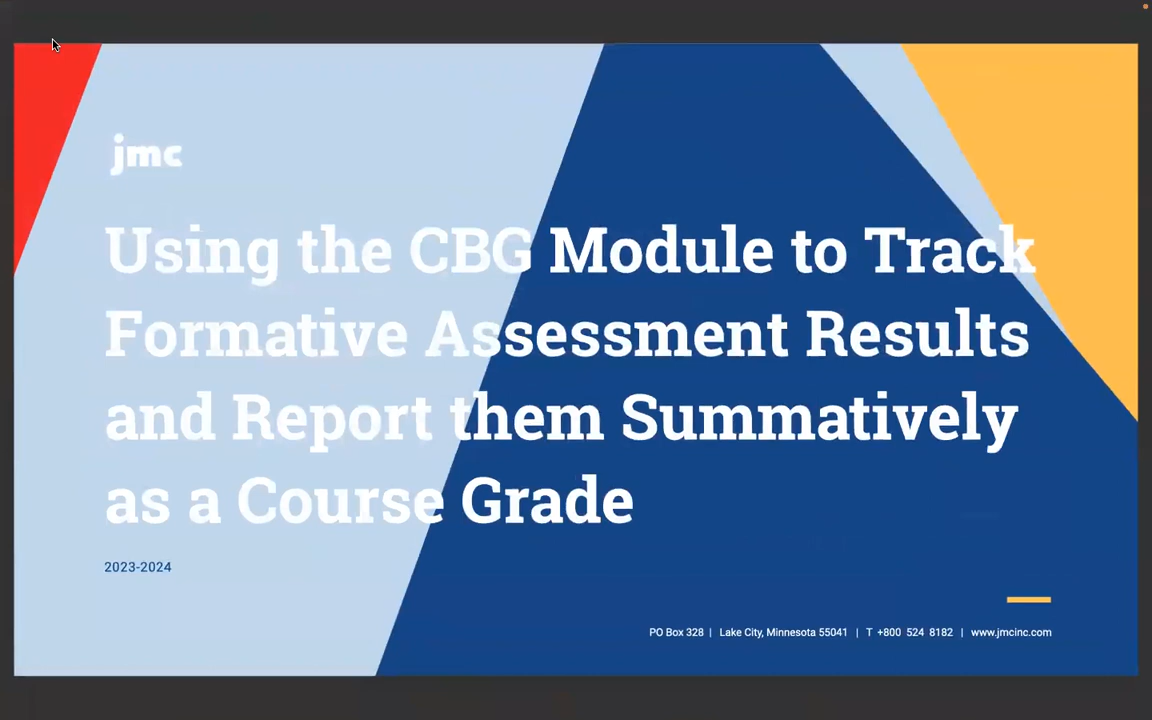 jmc
Using the CBG Module to Track
Formative Assessment Results
and Report them Summatively
as a Course Grade
2023-2024
PO Box 328 | Lake City, Minnesota 55041 | T +800 524 8182 | www.jmcinc.com